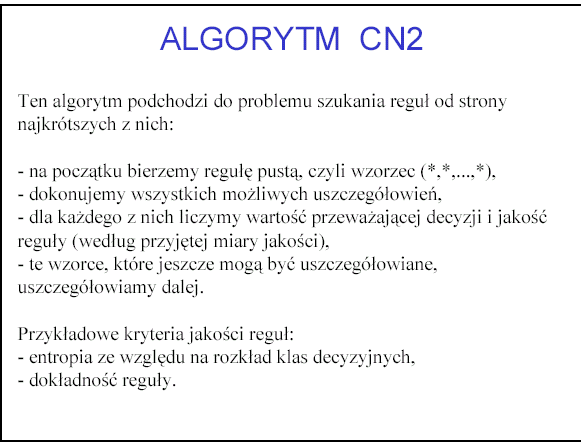 ALGORYTM CN2
Ten algorytm podchodzi do problemu szukania reguł od strony
najkrótszych z nich:
- na początku bierzemy regułę pustą, czyli wzorzec (*,*,...,*),
- dokonujemy wszystkich możliwych uszczegółowień,
- dla każdego z nich liczymy wartość przeważającej decyzji i jakość
reguły (według przyjętej miary jakości),
- te wzorce, które jeszcze mogą być uszczegółowiane,
uszczegółowiamy dalej.
Przykładowe kryteria jakości reguł:
- entropia ze względu na rozkład klas decyzyjnych,
- dokładność reguły.